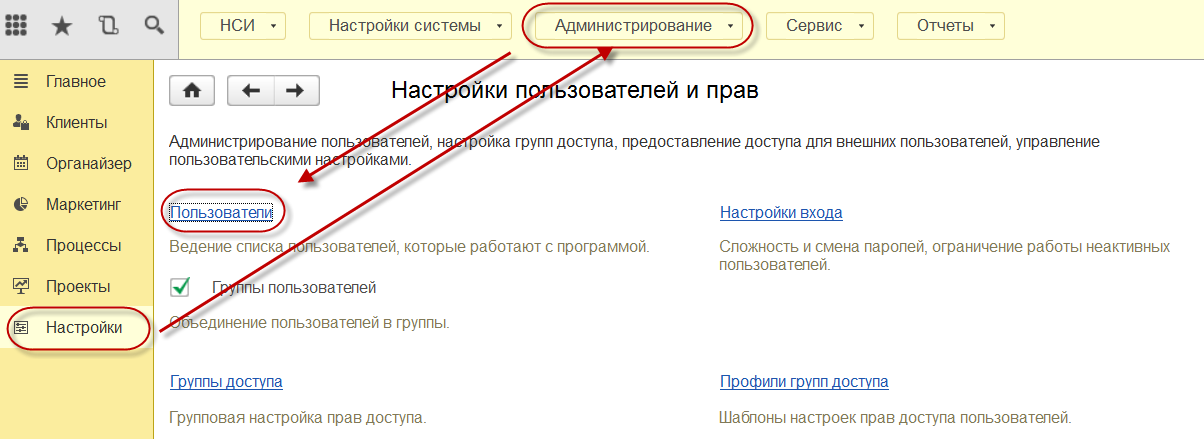 НСИ
Настройки системы
Администрирование
Сервис
Отчеты
Главное
Клиенты
Органайзер
Маркетинг
Процессы
Проекты
Настройки
Настройки пользователей и прав
Администрирование пользователей, настройка групп доступа, предоставление доступа для внешних пользователей, управление
пользовательскими настройками.
Пользователи
Ведение списка пользователей, которые работают с программой.
Группы пользователей
Объединение пользователей в группы.
Настройки входа
Сложность и смена паролей, ограничение работы неактивных
пользователей.
Группы доступа
Групповая настройка прав доступа.
Профили групп доступа
Шаблоны настроек прав доступа пользователей.